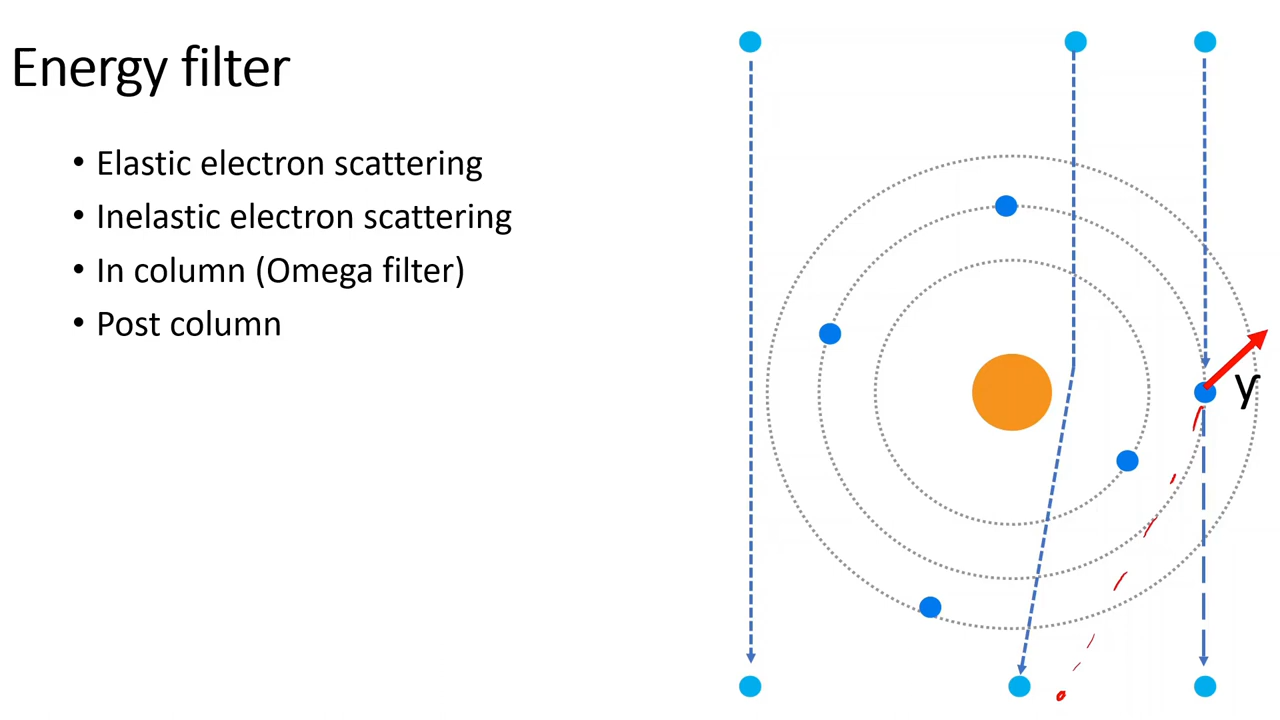 Energy filter
• Elastic electron scattering
• Inelastic electron scattering
• In column (Omega filter)
• Post column
γ